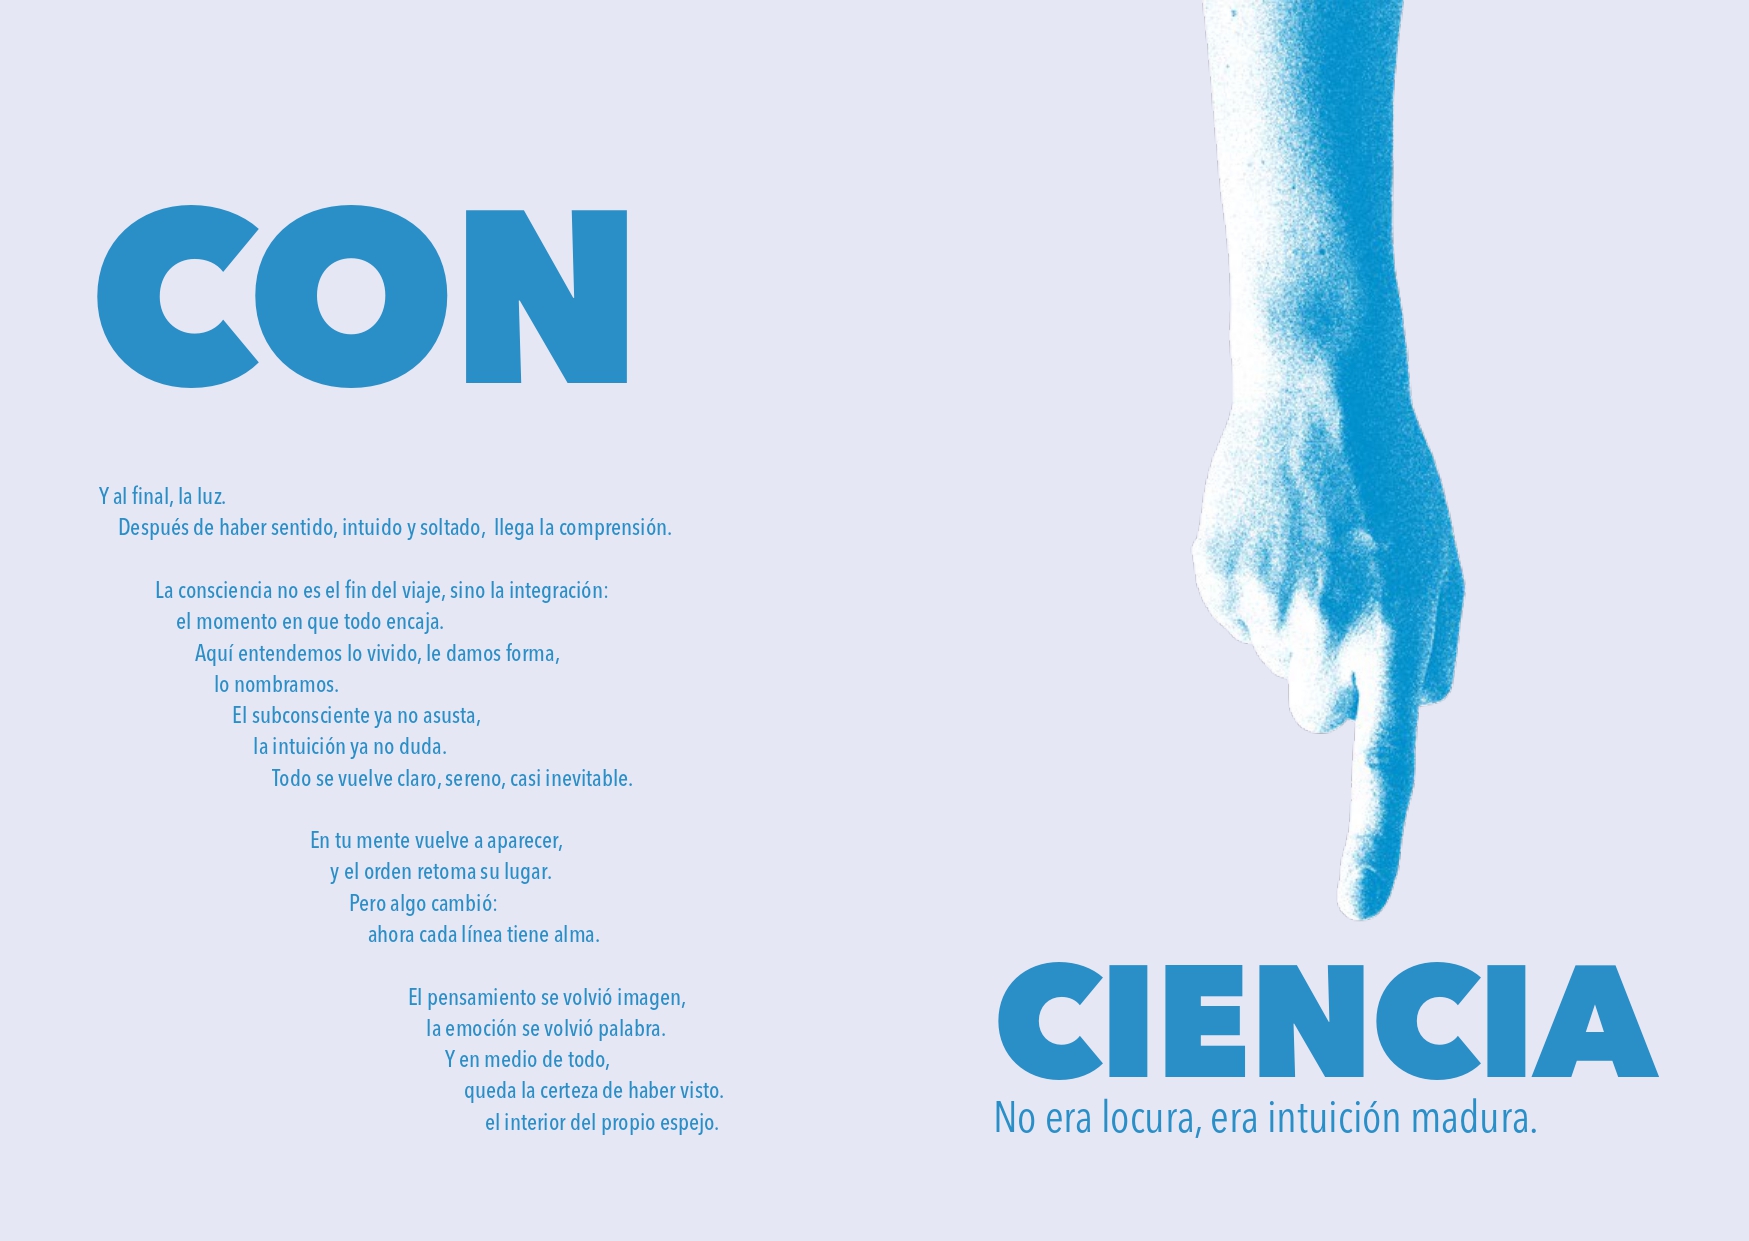 CON
Y al final, la luz.
Después de haber sentido, intuido y soltado, llega la comprensión.
La consciencia no es el fin del viaje, sino la integración:
el momento en que todo encaja.
Aquí entendemos lo vivido, le damos forma,
lo nombramos.
El subconsciente ya no asusta,
la intuición ya no duda.
Todo se vuelve claro, sereno, casi inevitable.
En tu mente vuelve a aparecer,
y el orden retoma su lugar.
Pero algo cambió:
ahora cada línea tiene alma.
El pensamiento se volvió imagen,
la emoción se volvió palabra.
Y en medio de todo,
queda la certeza de haber visto.
el interior del propio espejo.
CIENCIA
No era locura, era intuición madura.